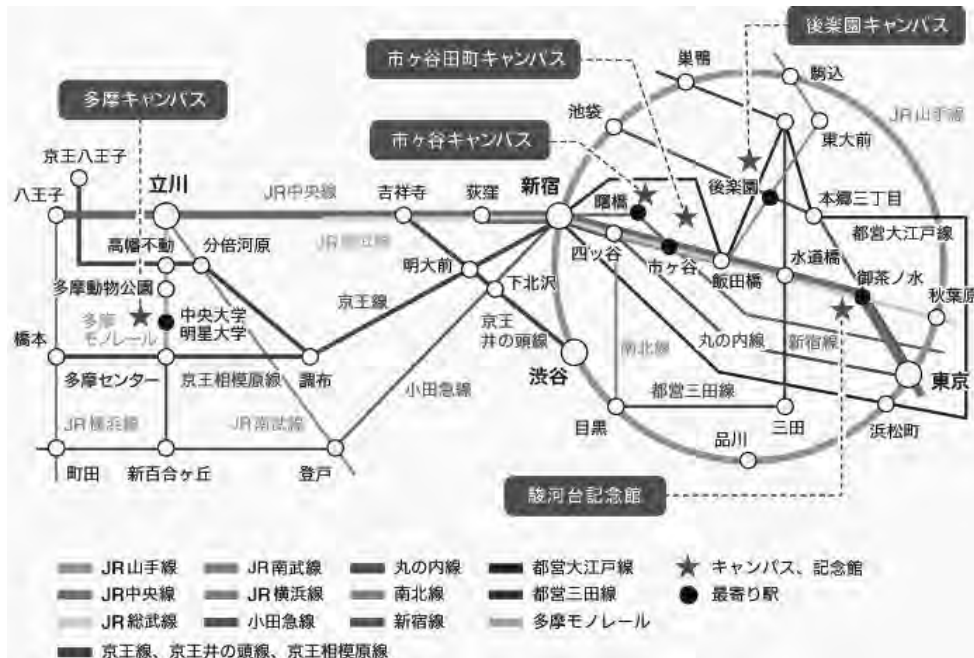 後楽園キャンパス
市ヶ谷田町キャンパス
巣鴨
駒込
多摩キャンパス
池袋
JR山手線
市ヶ谷キャンパス
東大前
京王八王子
八王子
立川
JR中央線
吉祥寺
荻窪
新宿
曙橋
後楽園
本郷三丁目
高幡不動
分倍河原
JR総武線
四ツ谷
市ヶ谷
飯田橋
水道橋
都営大江戸線
御茶ノ水
多摩動物公園
明大前
下北沢
秋葉原
京王線
中央大学
明星大学
多摩
モノレール
京王
井の頭線
橋本
南北線
丸の内線
新宿線
多摩センター
京王相模原線
調布
渋谷
東京
小田急線
都営三田線
JR横浜線
JR南武線
目黒
三田
浜松町
品川
町田
新百合ヶ丘
登戸
駿河台記念館
JR山手線
JR南武線
丸の内線
都営大江戸線
キャンパス、記念館
JR中央線
JR横浜線
南北線
都営三田線
最寄り駅
JR総武線
小田急線
新宿線
多摩モノレール
京王線、京王井の頭線、京王相模原線